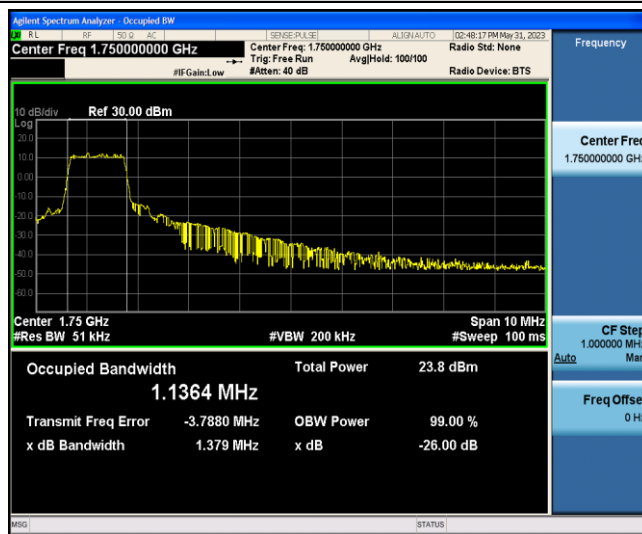 Agilent Spectrum Analyzer - Occupied BW
RL RF 50 Ω AC SENSE:PULSE ALIGNAUTO 02:48:17 PM May 31, 2023
Center Freq 1.750000000 GHz Center Freq: 1.750000000 GHz Radio Std: None
Trig: Free Run Avg|Hold: 100/100
#IFGain:Low #Atten: 40 dB Radio Device: BTS
Frequency
10 dB/div Ref 30.00 dBm
Log
20.0
10.0
0.00
-10.0
-20.0
-30.0
-40.0
-50.0
-60.0
Center Freq
1.750000000 GHz
Center 1.75 GHz Span 10 MHz
#Res BW 51 kHz #VBW 200 kHz #Sweep 100 ms
CF Step
1.000000 MHz
Auto Man
Occupied Bandwidth Total Power 23.8 dBm
1.1364 MHz
Transmit Freq Error -3.7880 MHz OBW Power 99.00 %
x dB Bandwidth 1.379 MHz x dB -26.00 dB
Freq Offse
0 Hz
MSG STATUS